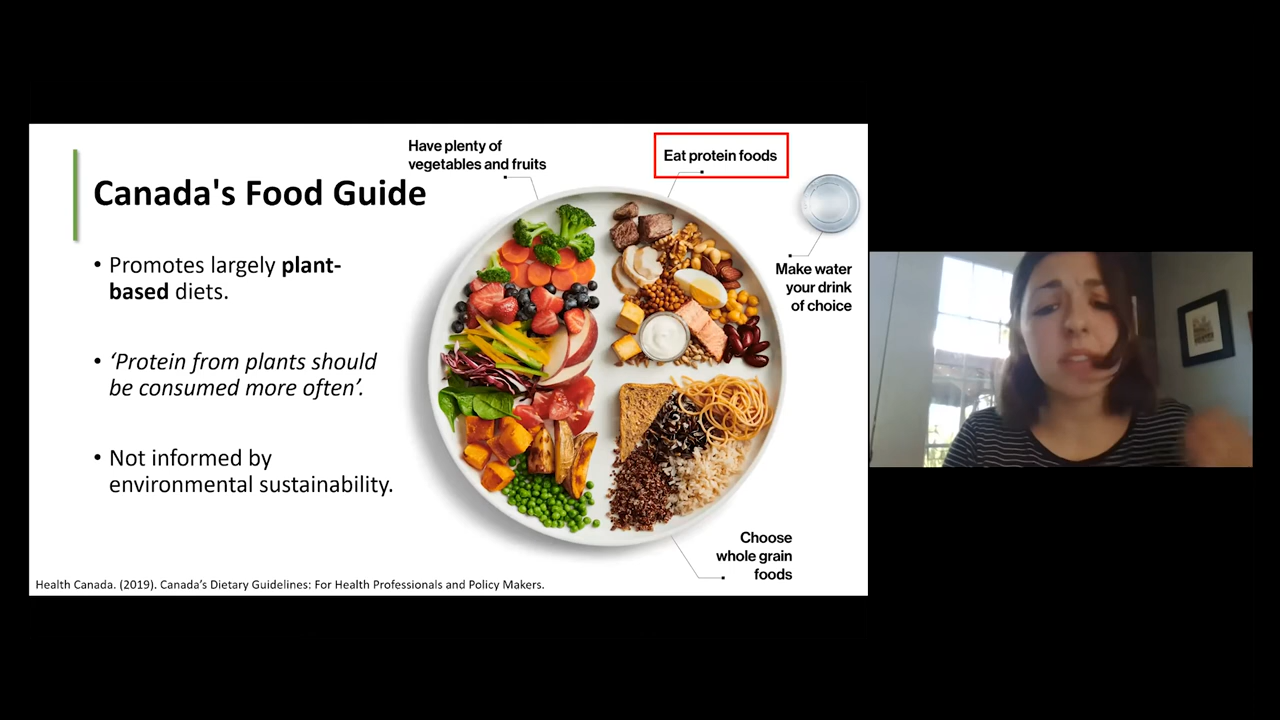 Canada's Food Guide
• Promotes largely plant-
based diets.
• ‘Protein from plants should
be consumed more often’.
• Not informed by
environmental sustainability.
Have plenty of
vegetables and fruits
Eat protein foods
Make water
your drink
of choice
Choose
whole grain
foods
Health Canada. (2019). Canada’s Dietary Guidelines: For Health Professionals and Policy Makers.